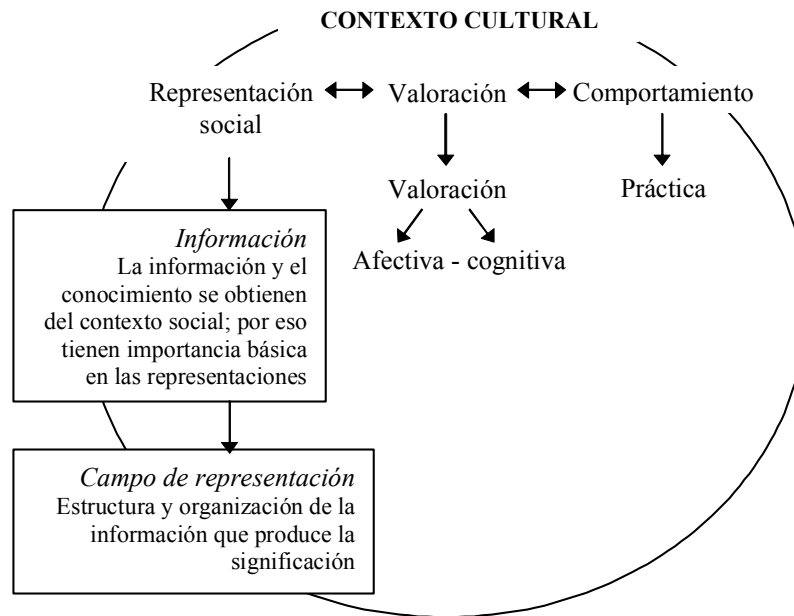 CONTEXTO CULTURAL
Representación
social
Valoración
Comportamiento
Valoración
Práctica
Afectiva - cognitiva
Información
La información y el
conocimiento se obtienen
del contexto social; por eso
tienen importancia básica
en las representaciones
Campo de representación
Estructura y organización de la
información que produce la
significación